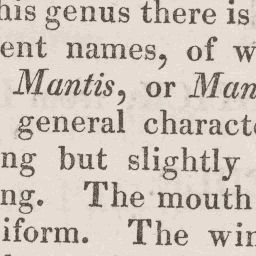 his genus there is
ent names, of w
Mantis, or Man
general characte
ng but slightly
ng. The mouth
iform. The win